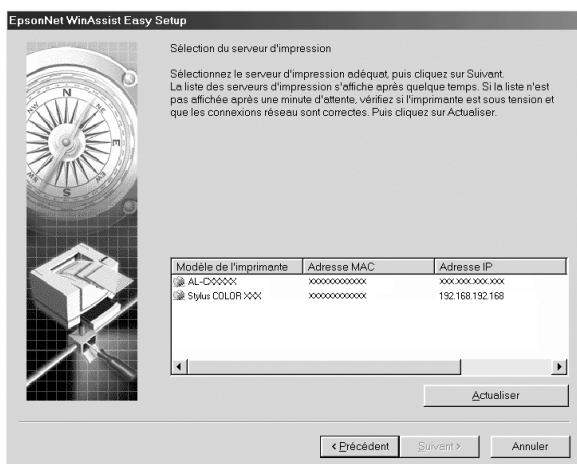 EpsonNet WinAssist Easy Setup
Sélection du serveur d'impression
Sélectionnez le serveur d'impression adéquat, puis cliquez sur Suivant.
La liste des serveurs d'impression s'affiche après quelque temps. Si la liste n'est
pas affichée après une minute d'attente, vérifiez si l'imprimante est sous tension et
que les connexions réseau sont correctes. Puis cliquez sur Actualiser.
N
NW
W
SW
S
Modèle de l'imprimante Adresse MAC Adresse IP
AL-CXXXX XXXXXXXXXXXX XXX.XXX.XXX.XXX
Stylus COLOR XXX XXXXXXXXXXXX 192.168.192.168
Actualiser
< Précédent Suivant > Annuler